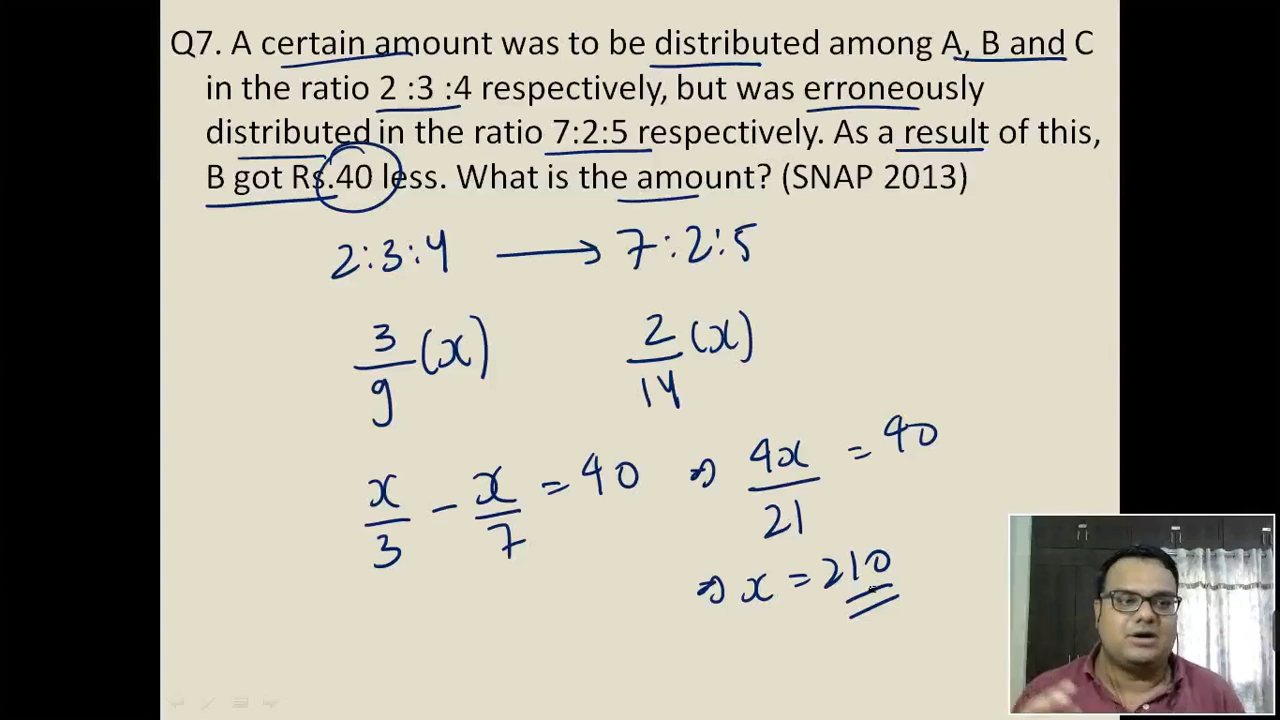 Q7. A certain amount was to be distributed among A, B and C
in the ratio 2 :3 :4 respectively, but was erroneously
distributed in the ratio 7:2:5 respectively. As a result of this,
B got Rs.40 less. What is the amount? (SNAP 2013)
2:3:4 → 7:2:5
3/9 (x) 2/14 (x)
x/3 - x/7 = 40 ⇒ 4x/21 = 40
⇒ x = 210